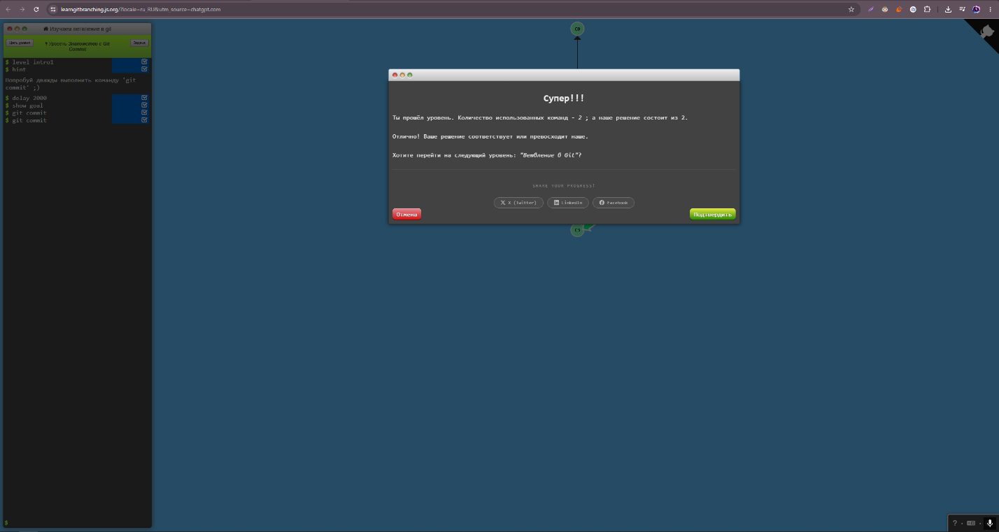 learngitbranching.js.org/?locale=ru_RU&utm_source=chatgpt.com
Изучаем ветвление в git
Цель уровня
Уровень Знакомство с Git
Commit
Задача
$ level intro1
$ hint
Попробуй дважды выполнить команду 'git
commit' ;)
$ delay 2000
$ show goal
$ git commit
$ git commit
$
C0
Супер!!!
Ты прошёл уровень. Количество использованных команд - 2 ; а наше решение состоит из 2.
Отлично! Ваше решение соответствует или превосходит наше.
Хотите перейти на следующий уровень: "Ветвление в Git"?
SHARE YOUR PROGRESS!
X (Twitter)
LinkedIn
Facebook
Отмена
Подтвердить
C3
?